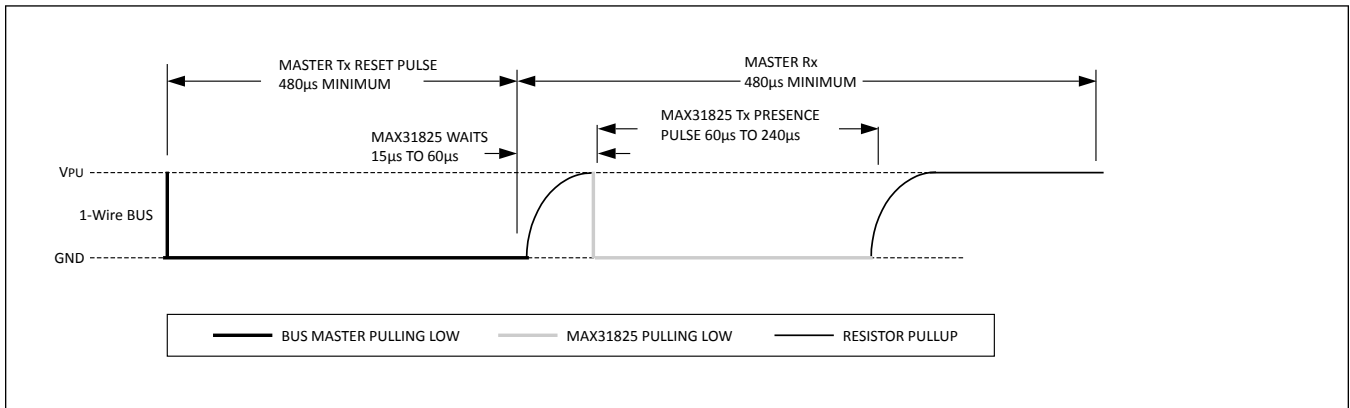 MASTER Tx RESET PULSE
480µs MINIMUM
MASTER Rx
480µs MINIMUM
MAX31825 WAITS
15µs TO 60µs
MAX31825 Tx PRESENCE
PULSE 60µs TO 240µs
VPU
1-Wire BUS
GND
BUS MASTER PULLING LOW
MAX31825 PULLING LOW
RESISTOR PULLUP